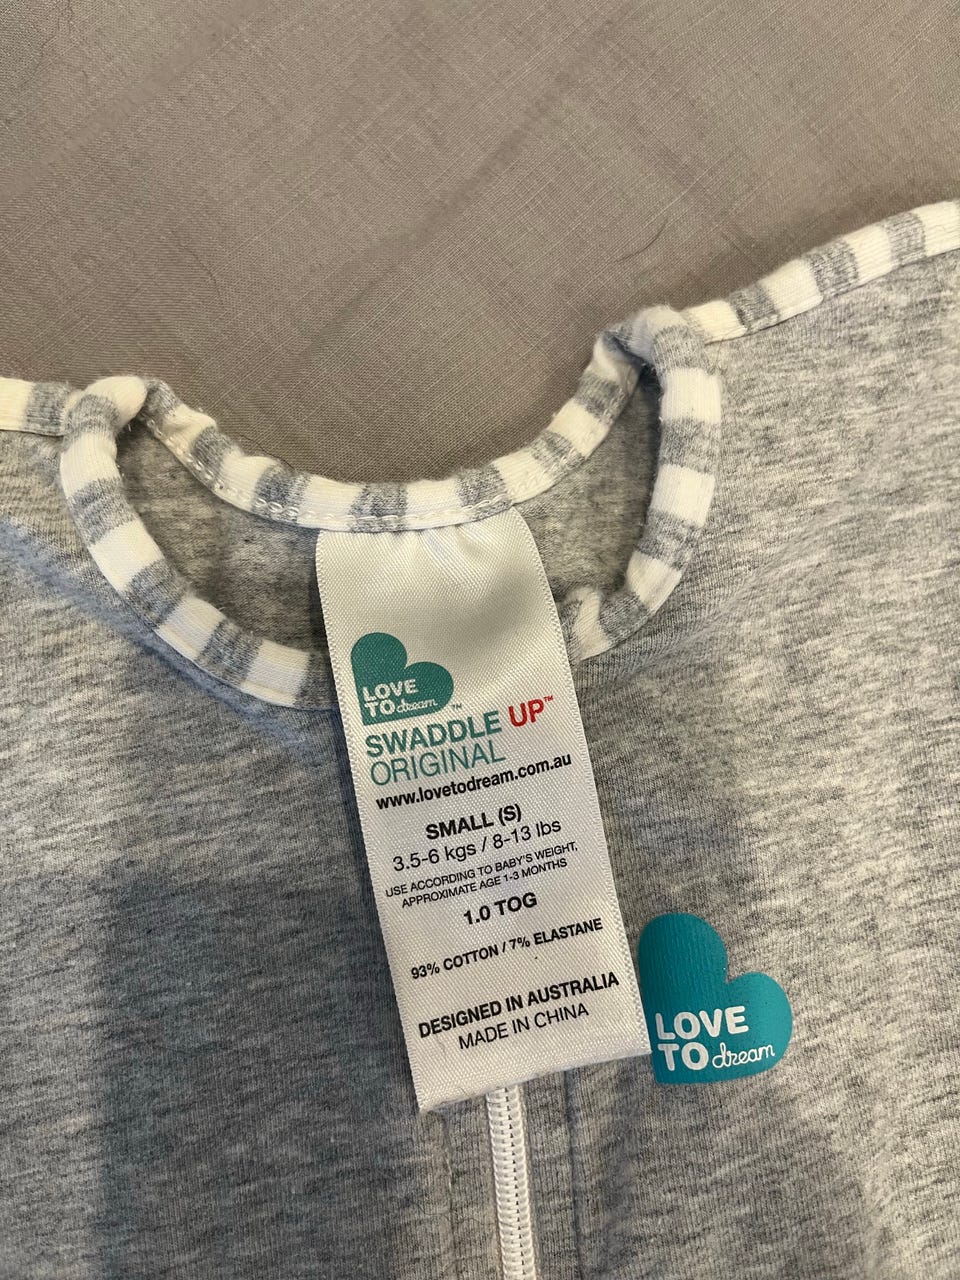 LOVE
TO dream™
SWADDLE UP™
ORIGINAL
www.lovetodream.com.au
SMALL (S)
3.5-6 kgs / 8-13 lbs
USE ACCORDING TO BABY'S WEIGHT,
APPROXIMATE AGE 1-3 MONTHS
1.0 TOG
93% COTTON / 7% ELASTANE
DESIGNED IN AUSTRALIA
MADE IN CHINA
LOVE
TO dream